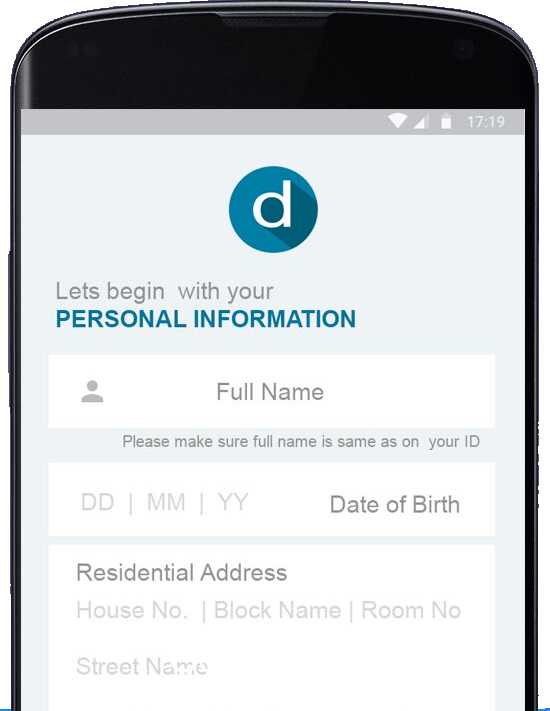 17:19
d
Lets begin with your
PERSONAL INFORMATION
Full Name
Please make sure full name is same as on your ID
DD | MM | YY
Date of Birth
Residential Address
House No. | Block Name | Room No
Street Name